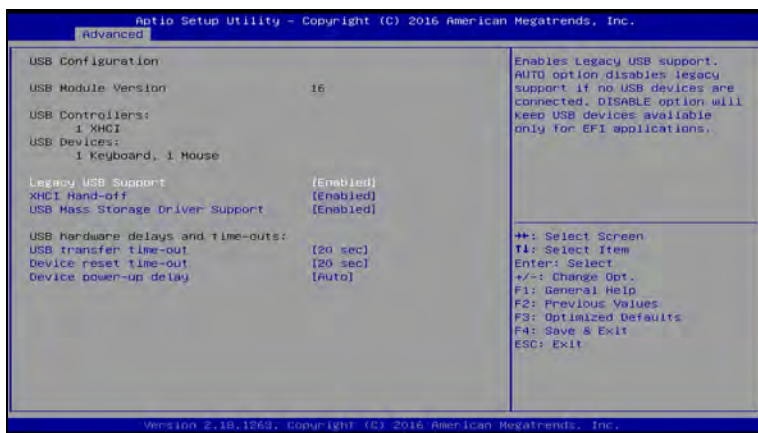 Aptio Setup Utility – Copyright (C) 2016 American Megatrends, Inc.
Advanced
USB Configuration
USB Module Version 16
USB Controllers:
1 XHCI
USB Devices:
1 Keyboard, 1 Mouse
Legacy USB Support [Enabled]
XHCI Hand-off [Enabled]
USB Mass Storage Driver Support [Enabled]
USB hardware delays and time-outs:
USB transfer time-out [20 sec]
Device reset time-out [20 sec]
Device power-up delay [Auto]
Enables Legacy USB support.
AUTO option disables legacy
support if no USB devices are
connected. DISABLE option will
keep USB devices available
only for EFI applications.
→←: Select Screen
↑↓: Select Item
Enter: Select
+/-: Change Opt.
F1: General Help
F2: Previous Values
F3: Optimized Defaults
F4: Save & Exit
ESC: Exit
Version 2.18.1263. Copyright (C) 2016 American Megatrends, Inc.